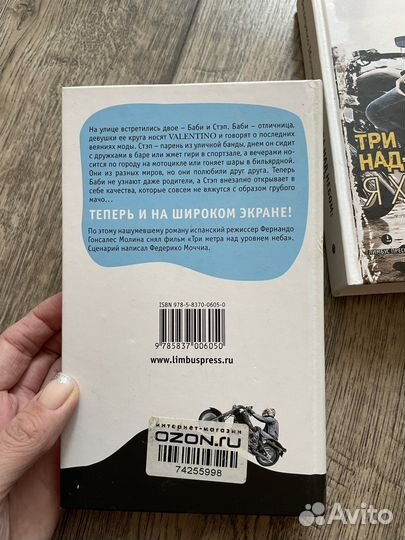 На улице встретились двое – Баби и Стэп. Баби – отличница,
девушки ее круга носят VALENTINO и говорят о последних
веяниях моды. Стэп – парень из уличной банды, днем он сидит
с дружками в баре или жмет гири в спортзале, а вечерами но-
сится по городу на мотоцикле или гоняет шары в бильярдной.
Они из разных миров, но они полюбили друг друга. Теперь
Баби не узнают даже родители, а Стэп внезапно открывает в
себе качества, которые совсем не вяжутся с образом грубого
мачо...
ТЕПЕРЬ И НА ШИРОКОМ ЭКРАНЕ!
По этому нашумевшему роману испанский режиссер Фернандо
Гонсалес Молина снял фильм «Три метра над уровнем неба».
Сценарий написал Федерико Моччиа.
ISBN 978-5-8370-0605-0
9 785837 006050
www.limbuspress.ru
интернет-магазин
OZON.ru
74255998
ТРИ
НАД
Я Х
Avito